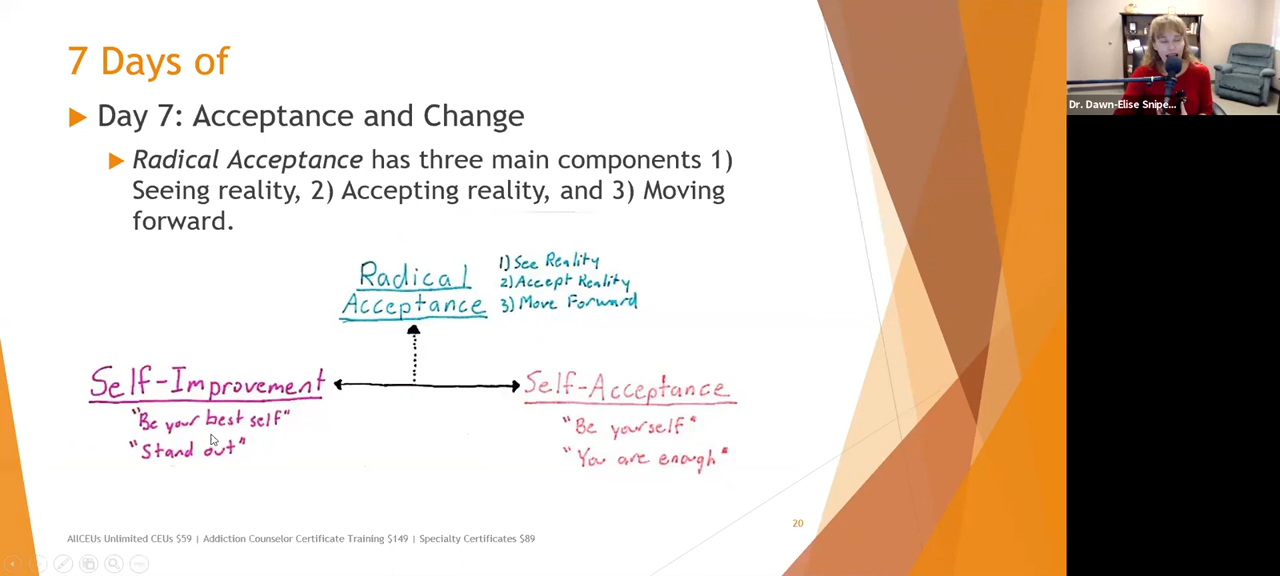 7 Days of
Day 7: Acceptance and Change
Radical Acceptance has three main components 1)
Seeing reality, 2) Accepting reality, and 3) Moving
forward.
Radical
Acceptance
1) See Reality
2) Accept Reality
3) Move Forward
Self-Improvement
"Be your best self"
"Stand out"
Self-Acceptance
"Be yourself"
"You are enough"
20
AllCEUs Unlimited CEUs $59 | Addiction Counselor Certificate Training $149 | Specialty Certificates $89
Dr. Dawn-Elise Snipe...